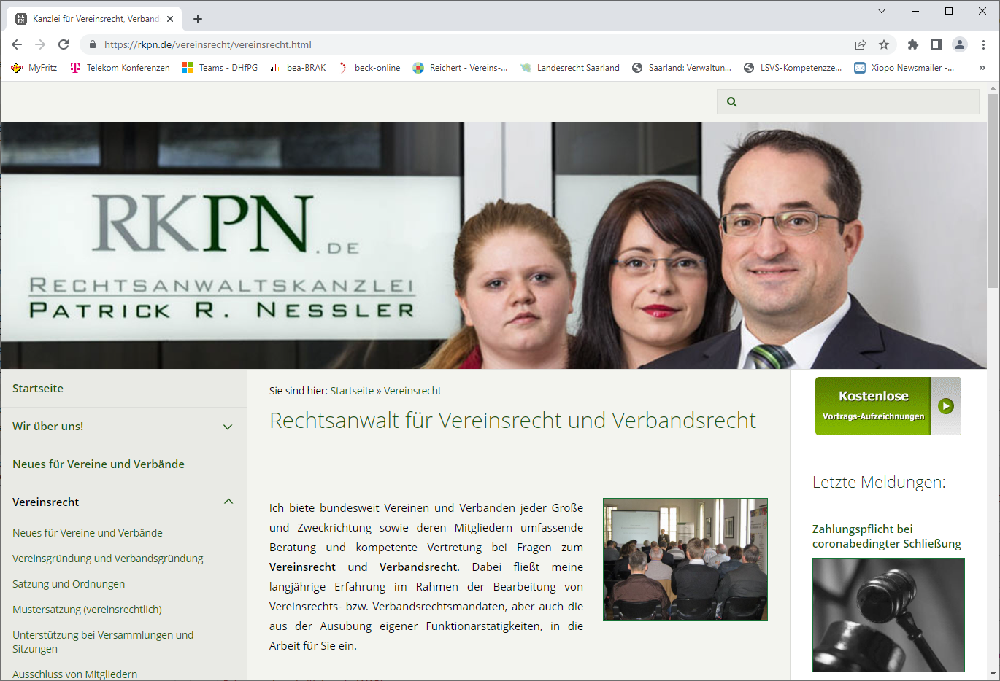 RK
PN
Kanzlei für Vereinsrecht, Verband
https://rkpn.de/vereinsrecht/vereinsrecht.html
MyFritz
Telekom Konferenzen
Teams - DHfPG
bea-BRAK
beck-online
Reichert - Vereins-...
Landesrecht Saarland
Saarland: Verwaltun...
LSVS-Kompetenzze...
Xiopo Newsmailer -...
»
RKPN.DE
RECHTSANWALTSKANZLEI
PATRICK R. NESSLER
Startseite
Wir über uns!
Neues für Vereine und Verbände
Vereinsrecht
Neues für Vereine und Verbände
Vereinsgründung und Verbandsgründung
Satzung und Ordnungen
Mustersatzung (vereinsrechtlich)
Unterstützung bei Versammlungen und
Sitzungen
Ausschluss von Mitgliedern
Sie sind hier: Startseite » Vereinsrecht
Rechtsanwalt für Vereinsrecht und Verbandsrecht
Ich biete bundesweit Vereinen und Verbänden jeder Größe
und Zweckrichtung sowie deren Mitgliedern umfassende
Beratung und kompetente Vertretung bei Fragen zum
Vereinsrecht und Verbandsrecht. Dabei fließt meine
langjährige Erfahrung im Rahmen der Bearbeitung von
Vereinsrechts- bzw. Verbandsrechtsmandaten, aber auch die
aus der Ausübung eigener Funktionärstätigkeiten, in die
Arbeit für Sie ein.
Kostenlose
Vortrags-Aufzeichnungen
Letzte Meldungen:
Zahlungspflicht bei
coronabedingter Schließung